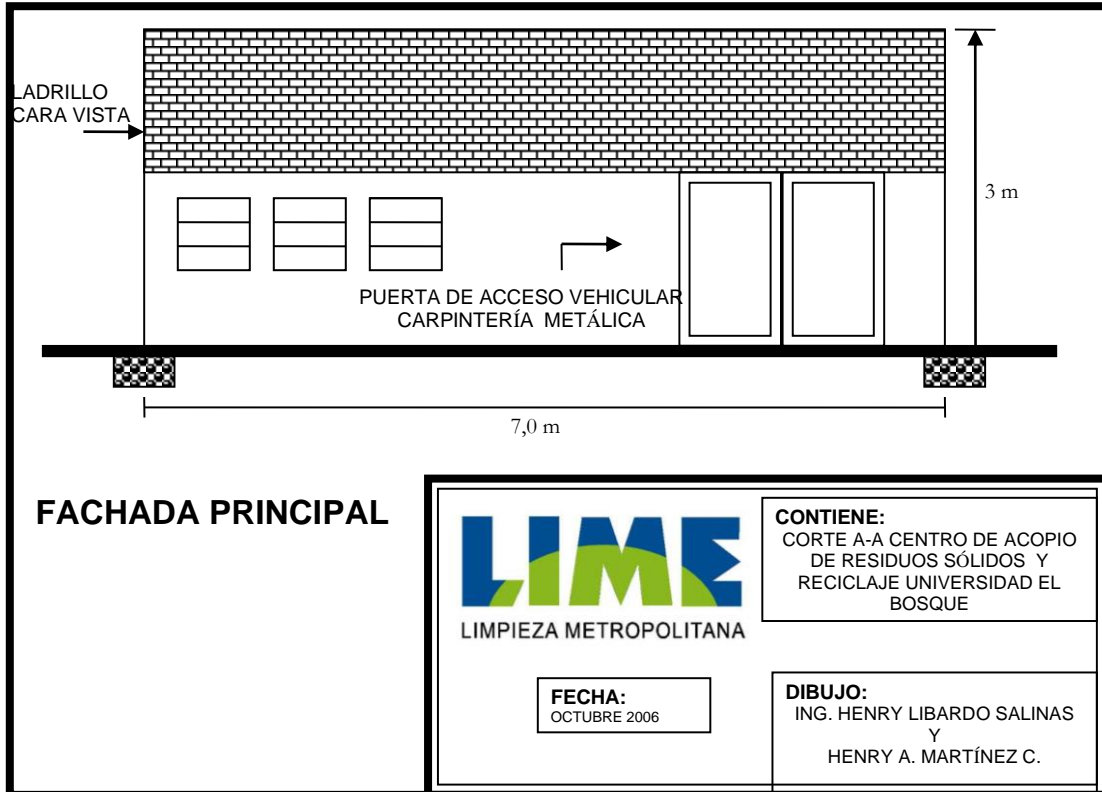 LADRILLO
CARA VISTA
3 m
PUERTA DE ACCESO VEHICULAR
CARPINTERÍA METÁLICA
7,0 m
FACHADA PRINCIPAL
LIME
LIMPIEZA METROPOLITANA
CONTIENE:
CORTE A-A CENTRO DE ACOPIO
DE RESIDUOS SÓLIDOS Y
RECICLAJE UNIVERSIDAD EL
BOSQUE
FECHA:
OCTUBRE 2006
DIBUJO:
ING. HENRY LIBARDO SALINAS
Y
HENRY A. MARTÍNEZ C.